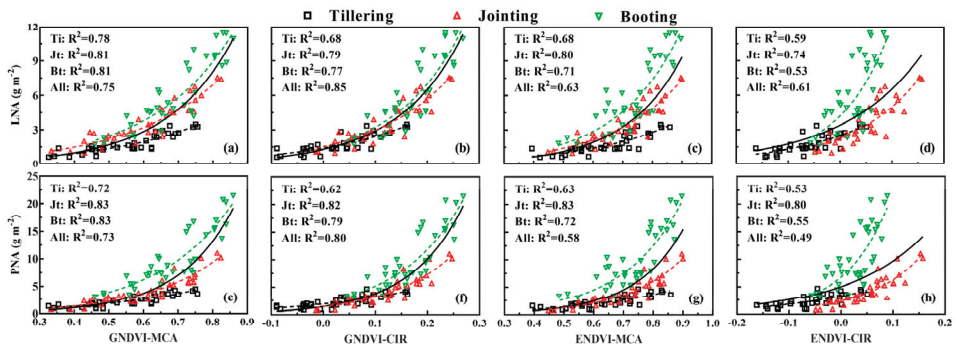 Tillering Jointing Booting
LNA (g m⁻²)
12
9
6
3
0
Ti: R²=0.78
Jt: R²=0.81
Bt: R²=0.81
All: R²=0.75
(a)
Ti: R²=0.68
Jt: R²=0.79
Bt: R²=0.77
All: R²=0.85
(b)
Ti: R²=0.68
Jt: R²=0.80
Bt: R²=0.71
All: R²=0.63
(c)
Ti: R²=0.59
Jt: R²=0.74
Bt: R²=0.53
All: R²=0.61
(d)
PNA (g m⁻²)
25
20
15
10
5
0
Ti: R²=0.72
Jt: R²=0.83
Bt: R²=0.83
All: R²=0.73
(c)
Ti: R²=0.62
Jt: R²=0.82
Bt: R²=0.79
All: R²=0.80
(f)
Ti: R²=0.63
Jt: R²=0.83
Bt: R²=0.72
All: R²=0.58
(g)
Ti: R²=0.53
Jt: R²=0.80
Bt: R²=0.55
All: R²=0.49
(h)
0.3 0.4 0.5 0.6 0.7 0.8 0.9
GNDVI-MCA
-0.1 0.0 0.1 0.2 0.3
GNDVI-CIR
0.3 0.4 0.5 0.6 0.7 0.8 0.9 1.0
ENDVI-MCA
-0.2 -0.1 0.0 0.1 0.2
ENDVI-CIR